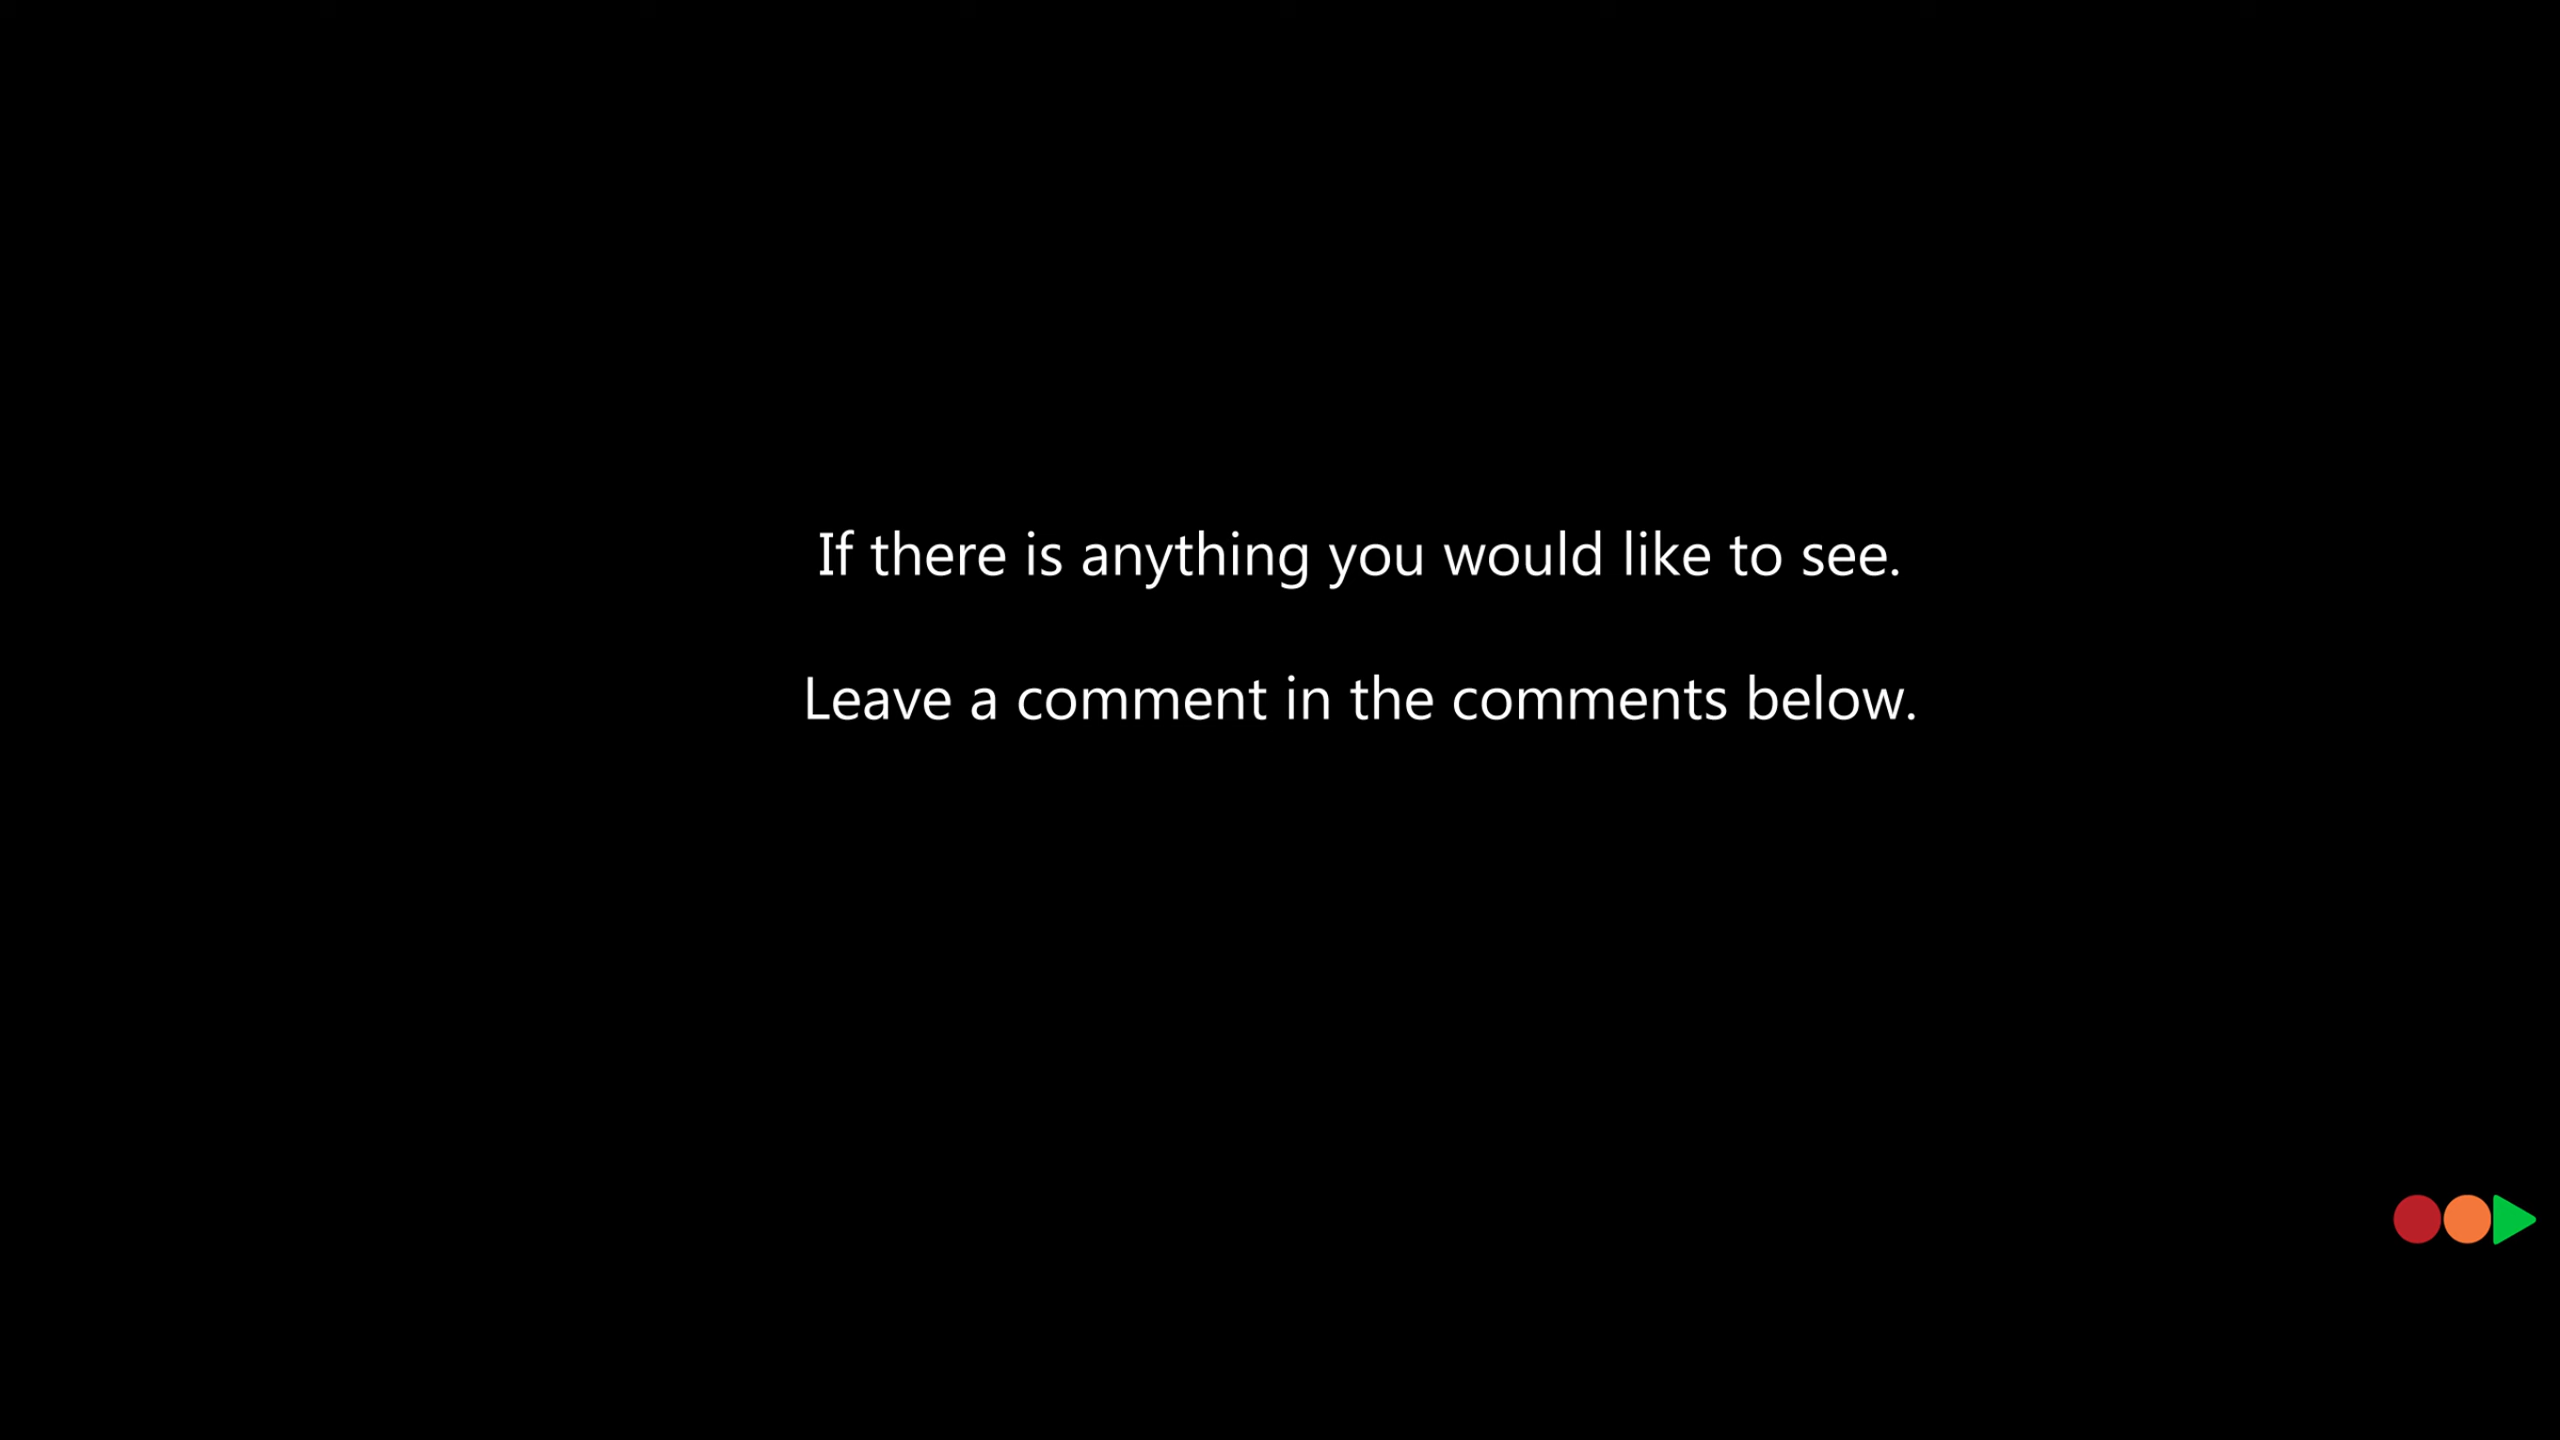 If there is anything you would like to see.
Leave a comment in the comments below.